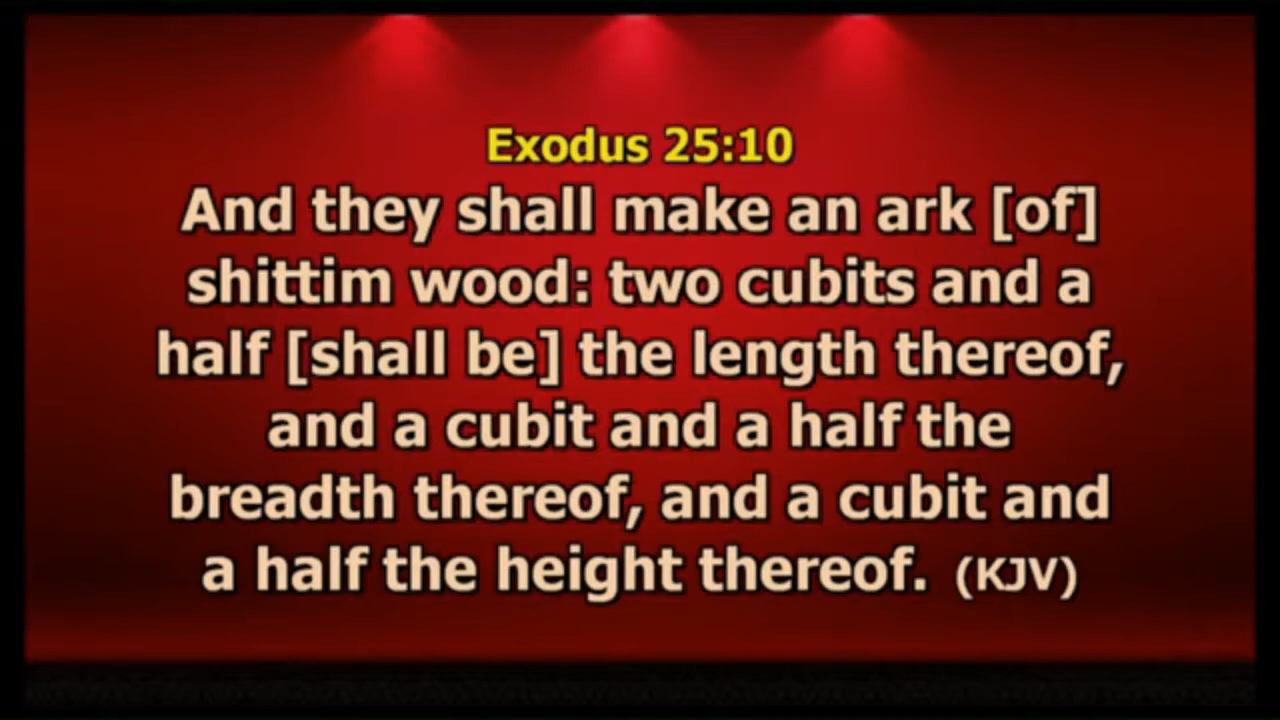 Exodus 25:10
And they shall make an ark [of]
shittim wood: two cubits and a
half [shall be] the length thereof,
and a cubit and a half the
breadth thereof, and a cubit and
a half the height thereof. (KJV)